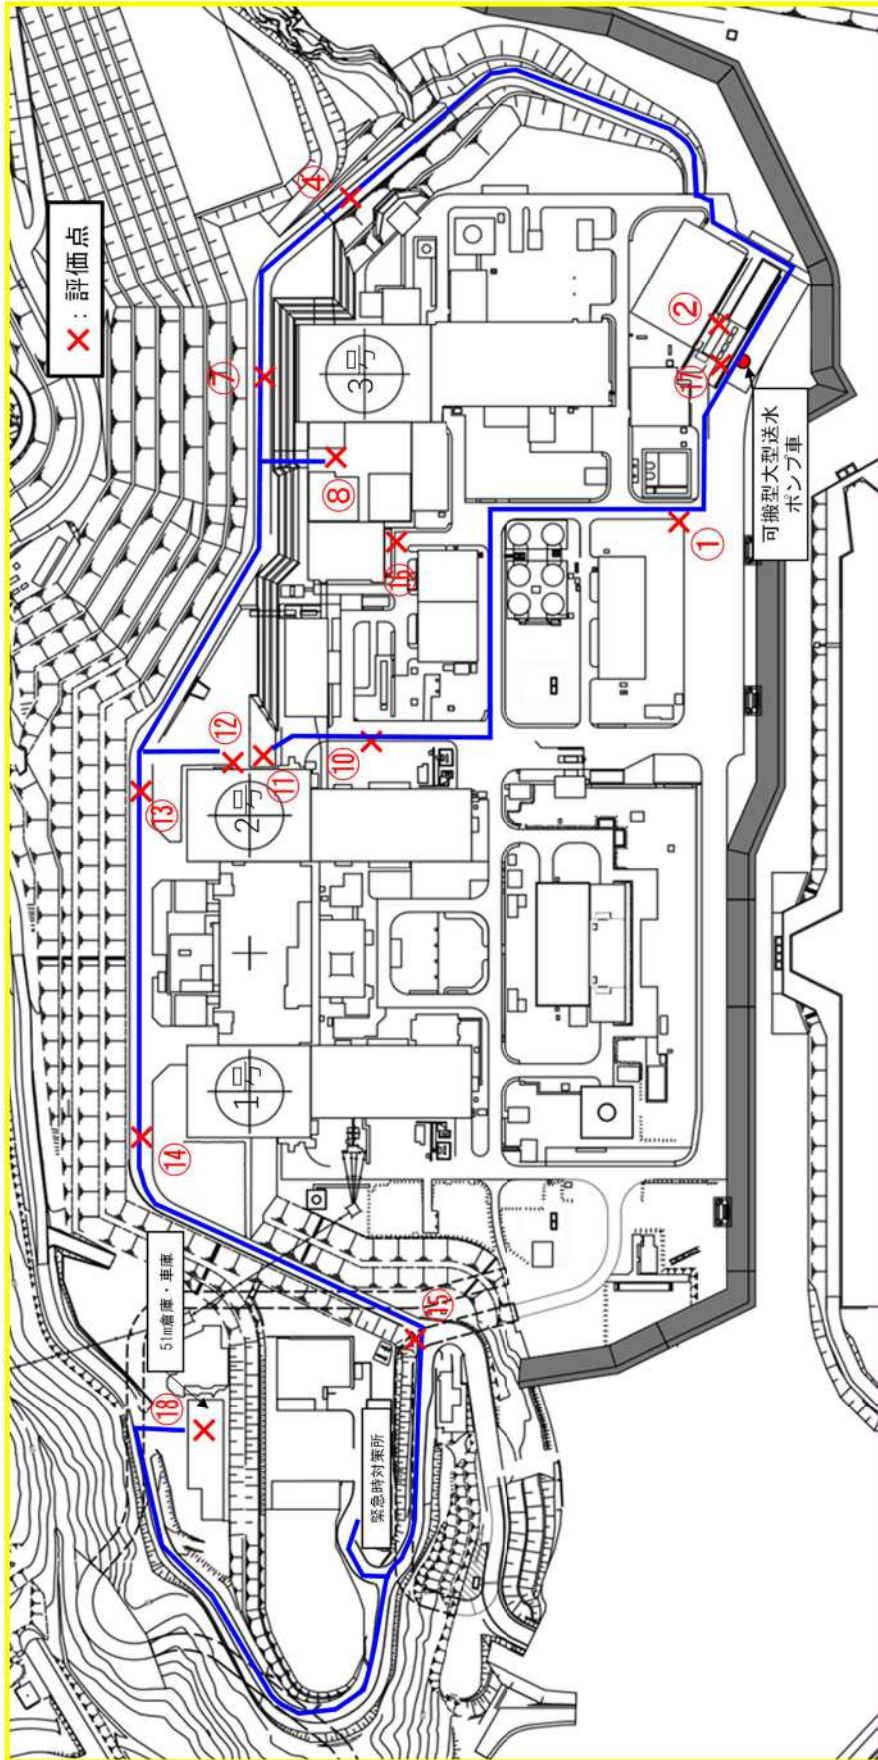 ×：評価点
④
⑦
3号
⑧
⑯
②
⑰
①
可搬型大型送水
ポンプ車
⑫
⑪
⑩
⑬
2号
1号
⑭
⑮
51m倉庫・車庫
⑱
緊急時対策所